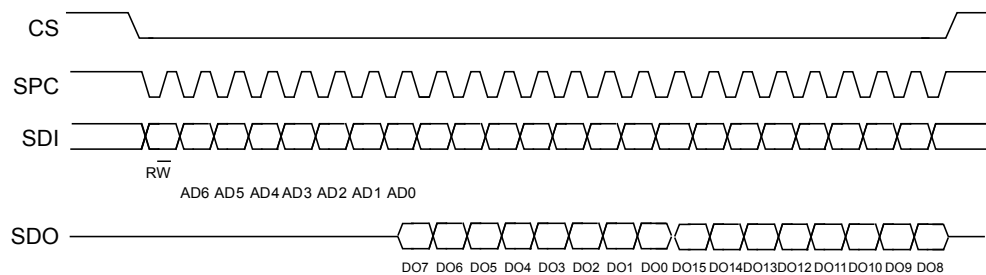 CS
SPC
SDI
RW
AD6 AD5 AD4 AD3 AD2 AD1 AD0
SDO
DO7 DO6 DO5 DO4 DO3 DO2 DO1 DO0 DO15 DO14 DO13 DO12 DO11 DO10 DO9 DO8